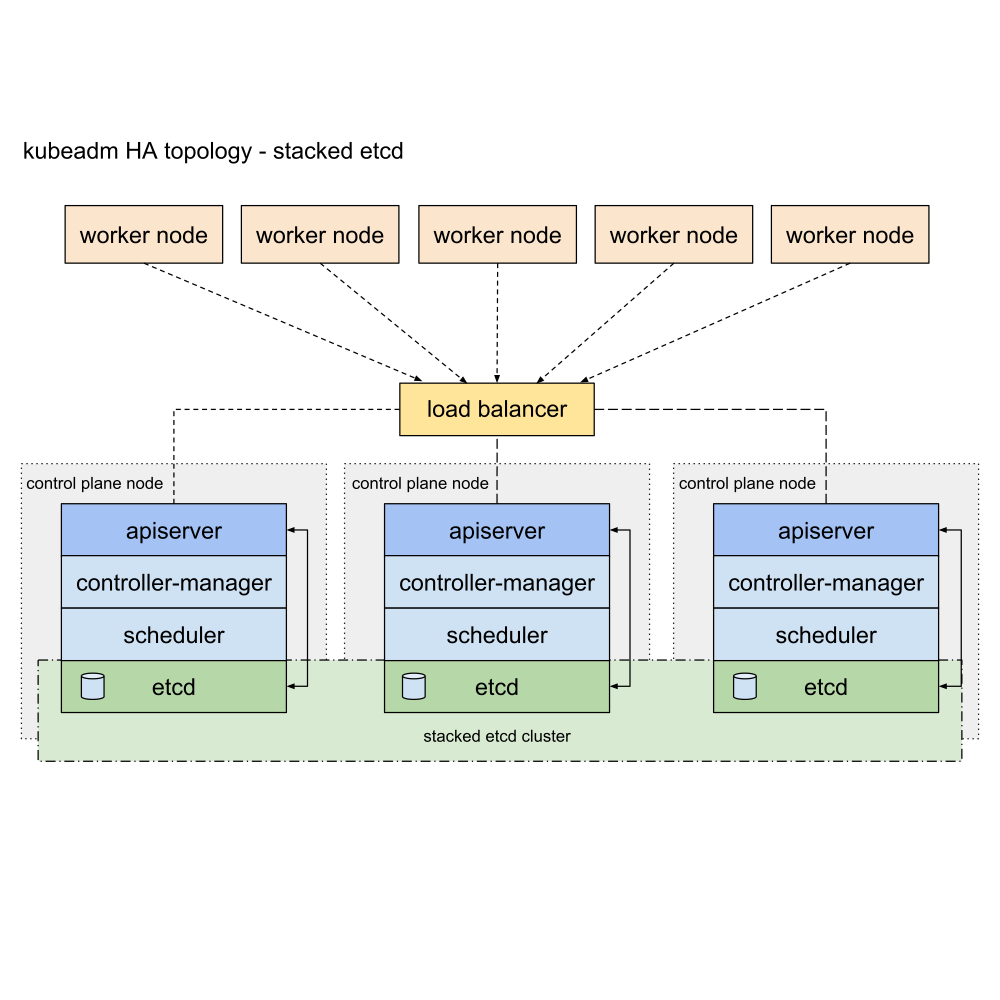 kubeadm HA topology - stacked etcd
worker node
worker node
worker node
worker node
worker node
load balancer
control plane node
control plane node
control plane node
apiserver
apiserver
apiserver
controller-manager
controller-manager
controller-manager
scheduler
scheduler
scheduler
etcd
etcd
etcd
stacked etcd cluster